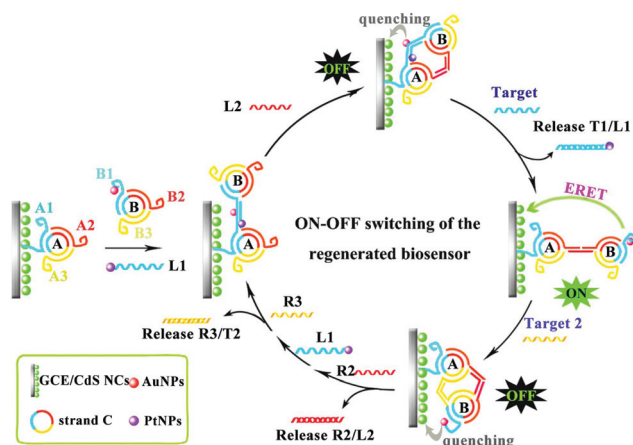 quenching
B
A
OFF
L2
Target
Release T1/L1
B1
B
B2
B3
A1
A
A2
A3
L1
B
A
ON-OFF switching of the
regenerated biosensor
ERET
A
B
ON
Target 2
R3
Release R3/T2
L1
R2
Release R2/L2
A
B
OFF
quenching
GCE/CdS NCs
AuNPs
strand C
PtNPs